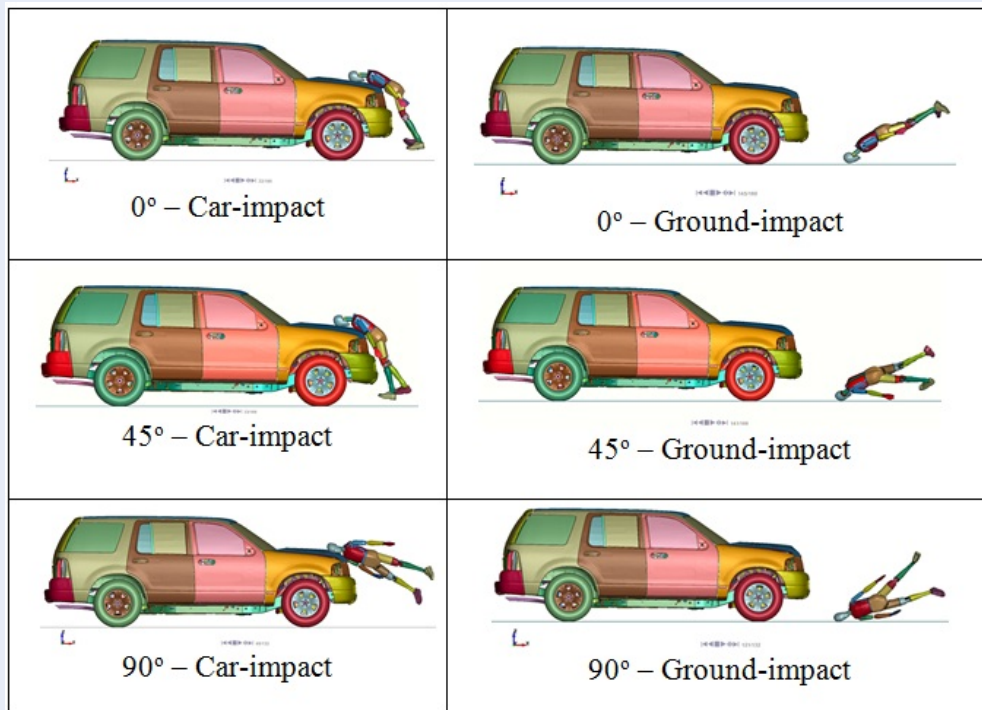 0° – Car-impact
0° – Ground-impact
45° – Car-impact
45° – Ground-impact
90° – Car-impact
90° – Ground-impact